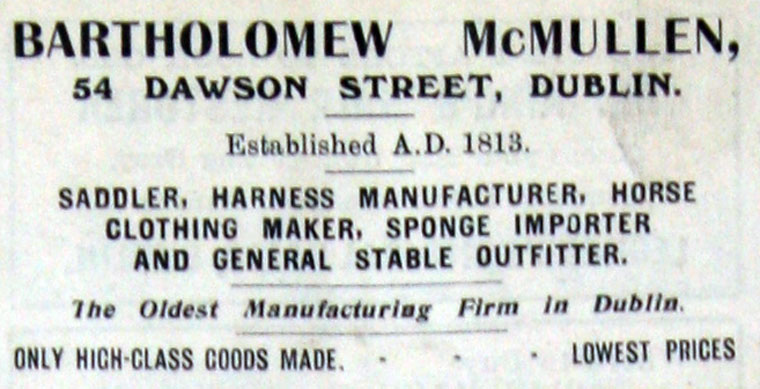 BARTHOLOMEW McMULLEN,
54 DAWSON STREET, DUBLIN.
Established A.D. 1813.
SADDLER, HARNESS MANUFACTURER, HORSE
CLOTHING MAKER, SPONGE IMPORTER
AND GENERAL STABLE OUTFITTER.
The Oldest Manufacturing Firm in Dublin.
ONLY HIGH-CLASS GOODS MADE. - - - LOWEST PRICES